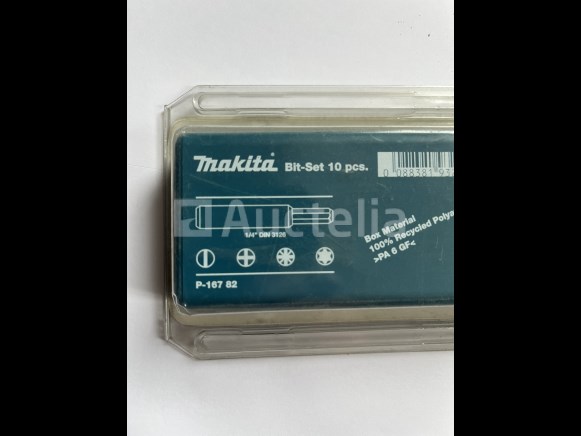 makita Bit-Set 10 pcs.
0 088381
Auctelia
1/4" DIN 3126
Box Material
100% Recycled Polya
>PA 6 GF<
P-167 82